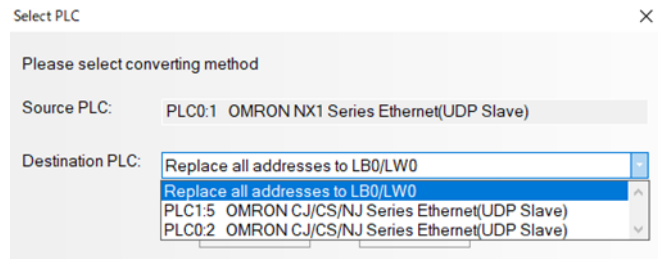 Select PLC
Please select converting method
Source PLC: PLC0:1 OMRON NX1 Series Ethernet(UDP Slave)
Destination PLC: Replace all addresses to LB0/LW0
Replace all addresses to LB0/LW0
PLC1:5 OMRON CJ/CS/NJ Series Ethernet(UDP Slave)
PLC0:2 OMRON CJ/CS/NJ Series Ethernet(UDP Slave)